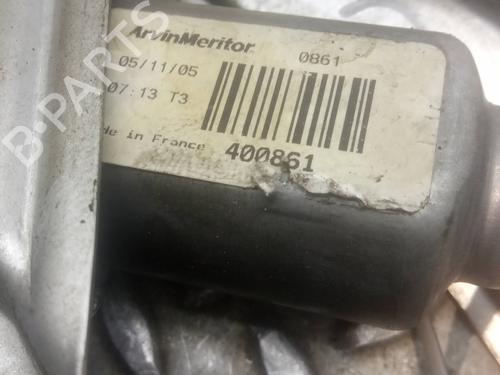 ArvinMeritor 0861
05/11/05
07:13 T3
de in France
400861
B-PARTS